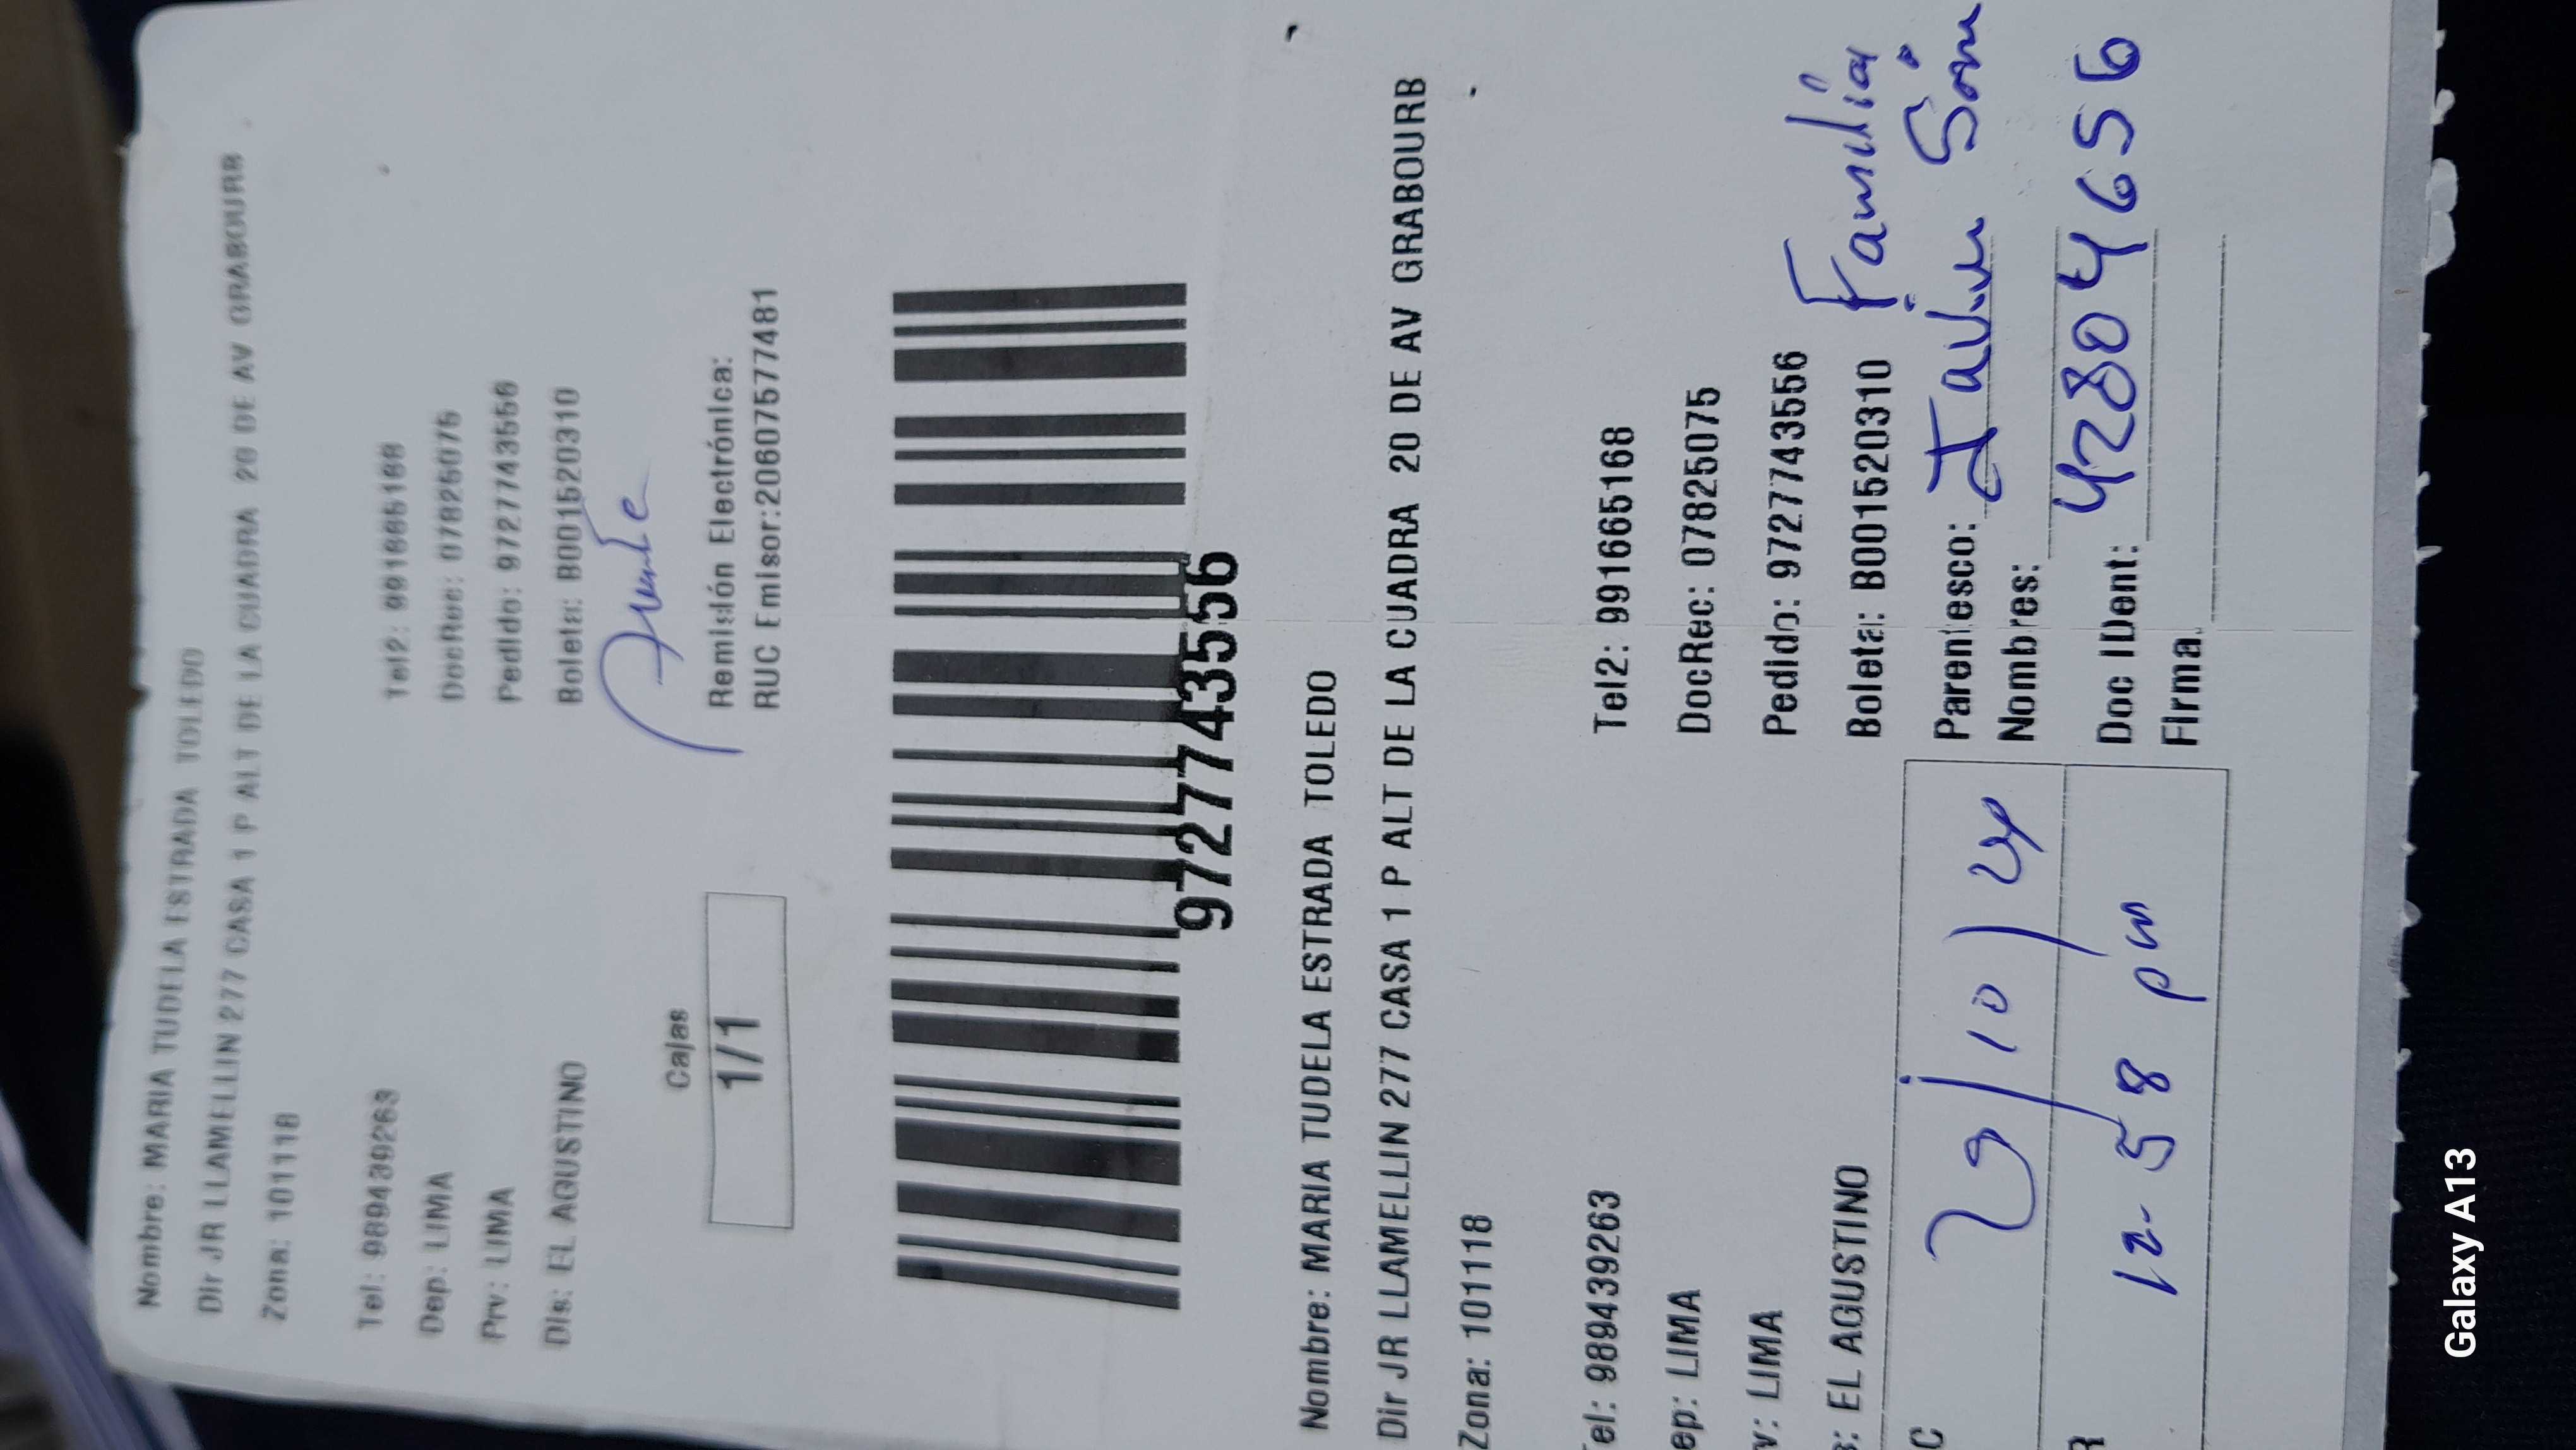 Nombre: MARIA TUDELA ESTRADA TOLEDO
Dir JR LLAMELLIN 277 CASA 1 P ALT DE LA CUADRA 20 DE AV GRABOURB
Zona: 101118
Tel: 989439263 Tel2: 991665168
Dep: LIMA DocRec: 07825075
Prv: LIMA Pedido: 9727743556
Dis: EL AGUSTINO Boleta: B001520310
Cajas
1/1
Remisión Electrónica:
RUC Emisor:20607577481
9727743556
Nombre: MARIA TUDELA ESTRADA TOLEDO
Dir JR LLAMELLIN 277 CASA 1 P ALT DE LA CUADRA 20 DE AV GRABOURB
Zona: 101118
el: 989439263 Tel2: 991665168
ep: LIMA DocRec: 07825075
v: LIMA Pedido: 9727743556
s: EL AGUSTINO Boleta: B001520310
Familia
C 29/10/24 Parentesco: Javier
Nombres:
R 12-58 pm Doc IDent: 42804656
Firma.
Galaxy A13